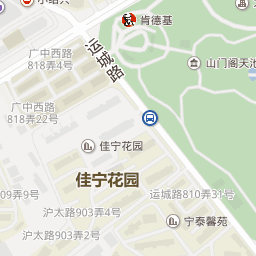 肯德基
广中西路
818弄4号
运城路
山门阁天池
广中西路
818弄22号
佳宁花园
佳宁花园
运城路810弄31号
弄09弄9号
沪太路903弄4号
宁泰馨苑
沪太路903弄2号